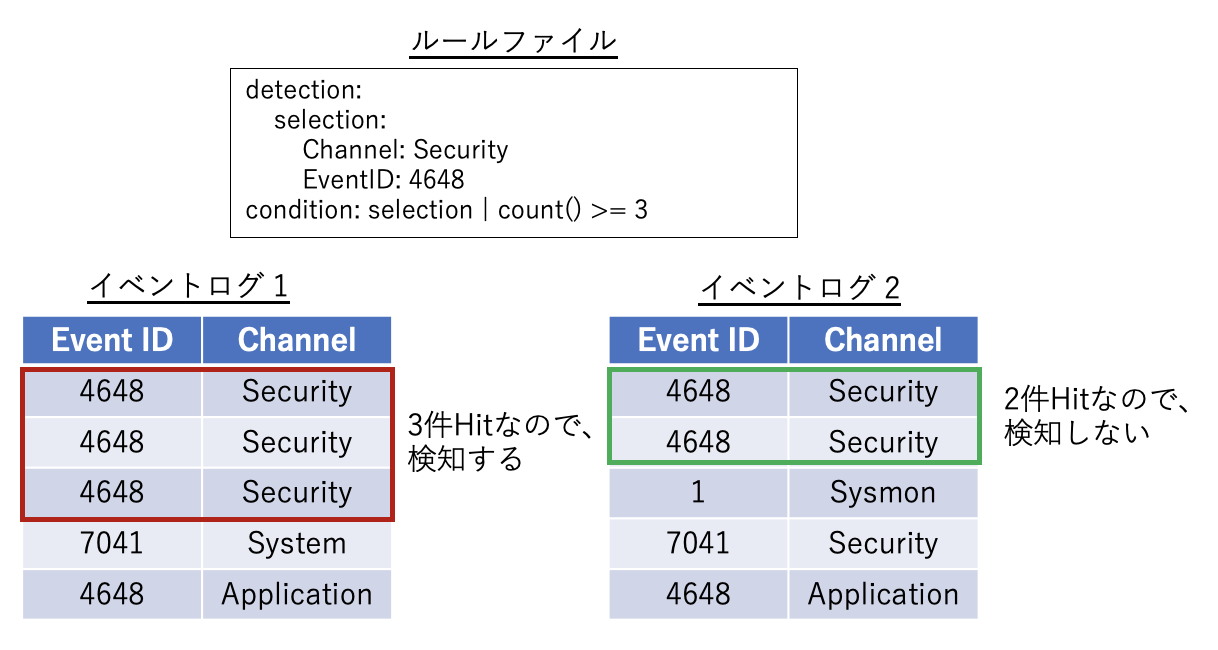 ルールファイル
detection:
selection:
Channel: Security
EventID: 4648
condition: selection | count() >= 3
イベントログ 1
Event ID Channel
4648 Security
4648 Security
4648 Security
7041 System
4648 Application
3件Hitなので、
検知する
イベントログ 2
Event ID Channel
4648 Security
4648 Security
1 Sysmon
7041 Security
4648 Application
2件Hitなので、
検知しない